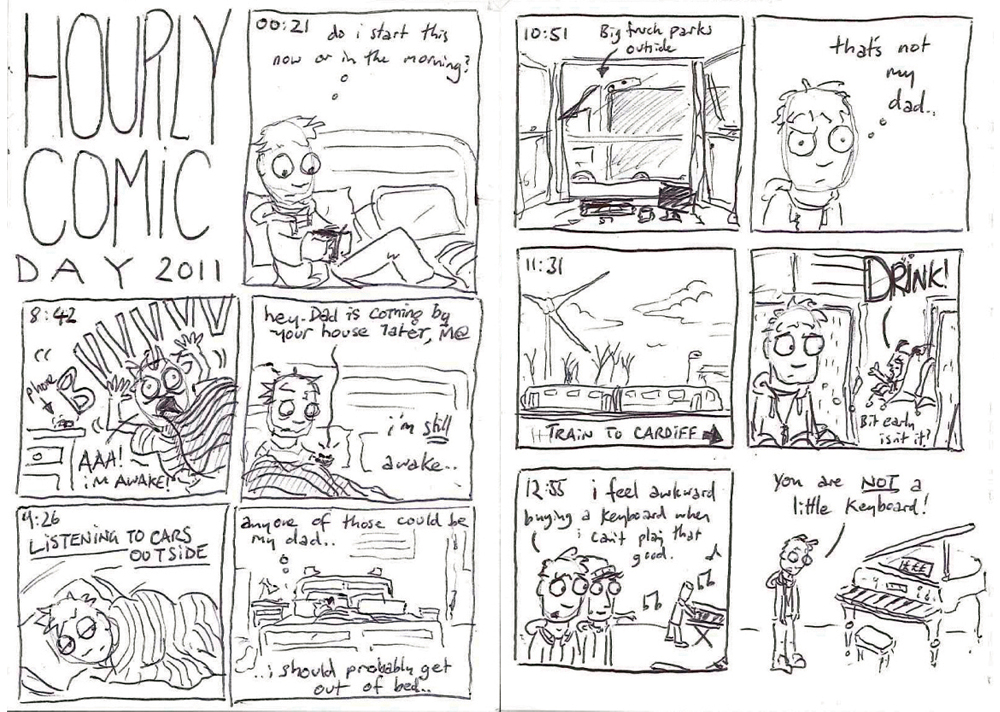 HOURLY
COMIC
DAY 2011
00:21
do i start this
now or in the morning?
8:42
phone
B
VVVVVVV
AAA!
i'M AWAKE!
hey. Dad is coming by
your house later, M@
i'm still
awake..
9:26
LISTENING TO CARS
OUTSIDE
anyone of those could be
my dad..
..i should probably get
out of bed..
10:51
Big truck parks
outside
that's not
my
dad..
11:31
TRAIN TO CARDIFF
DRINK!
Bit early
isn't it?
12:55
i feel awkward
buying a keyboard when
i can't play that
good.
You are NOT a
little keyboard!